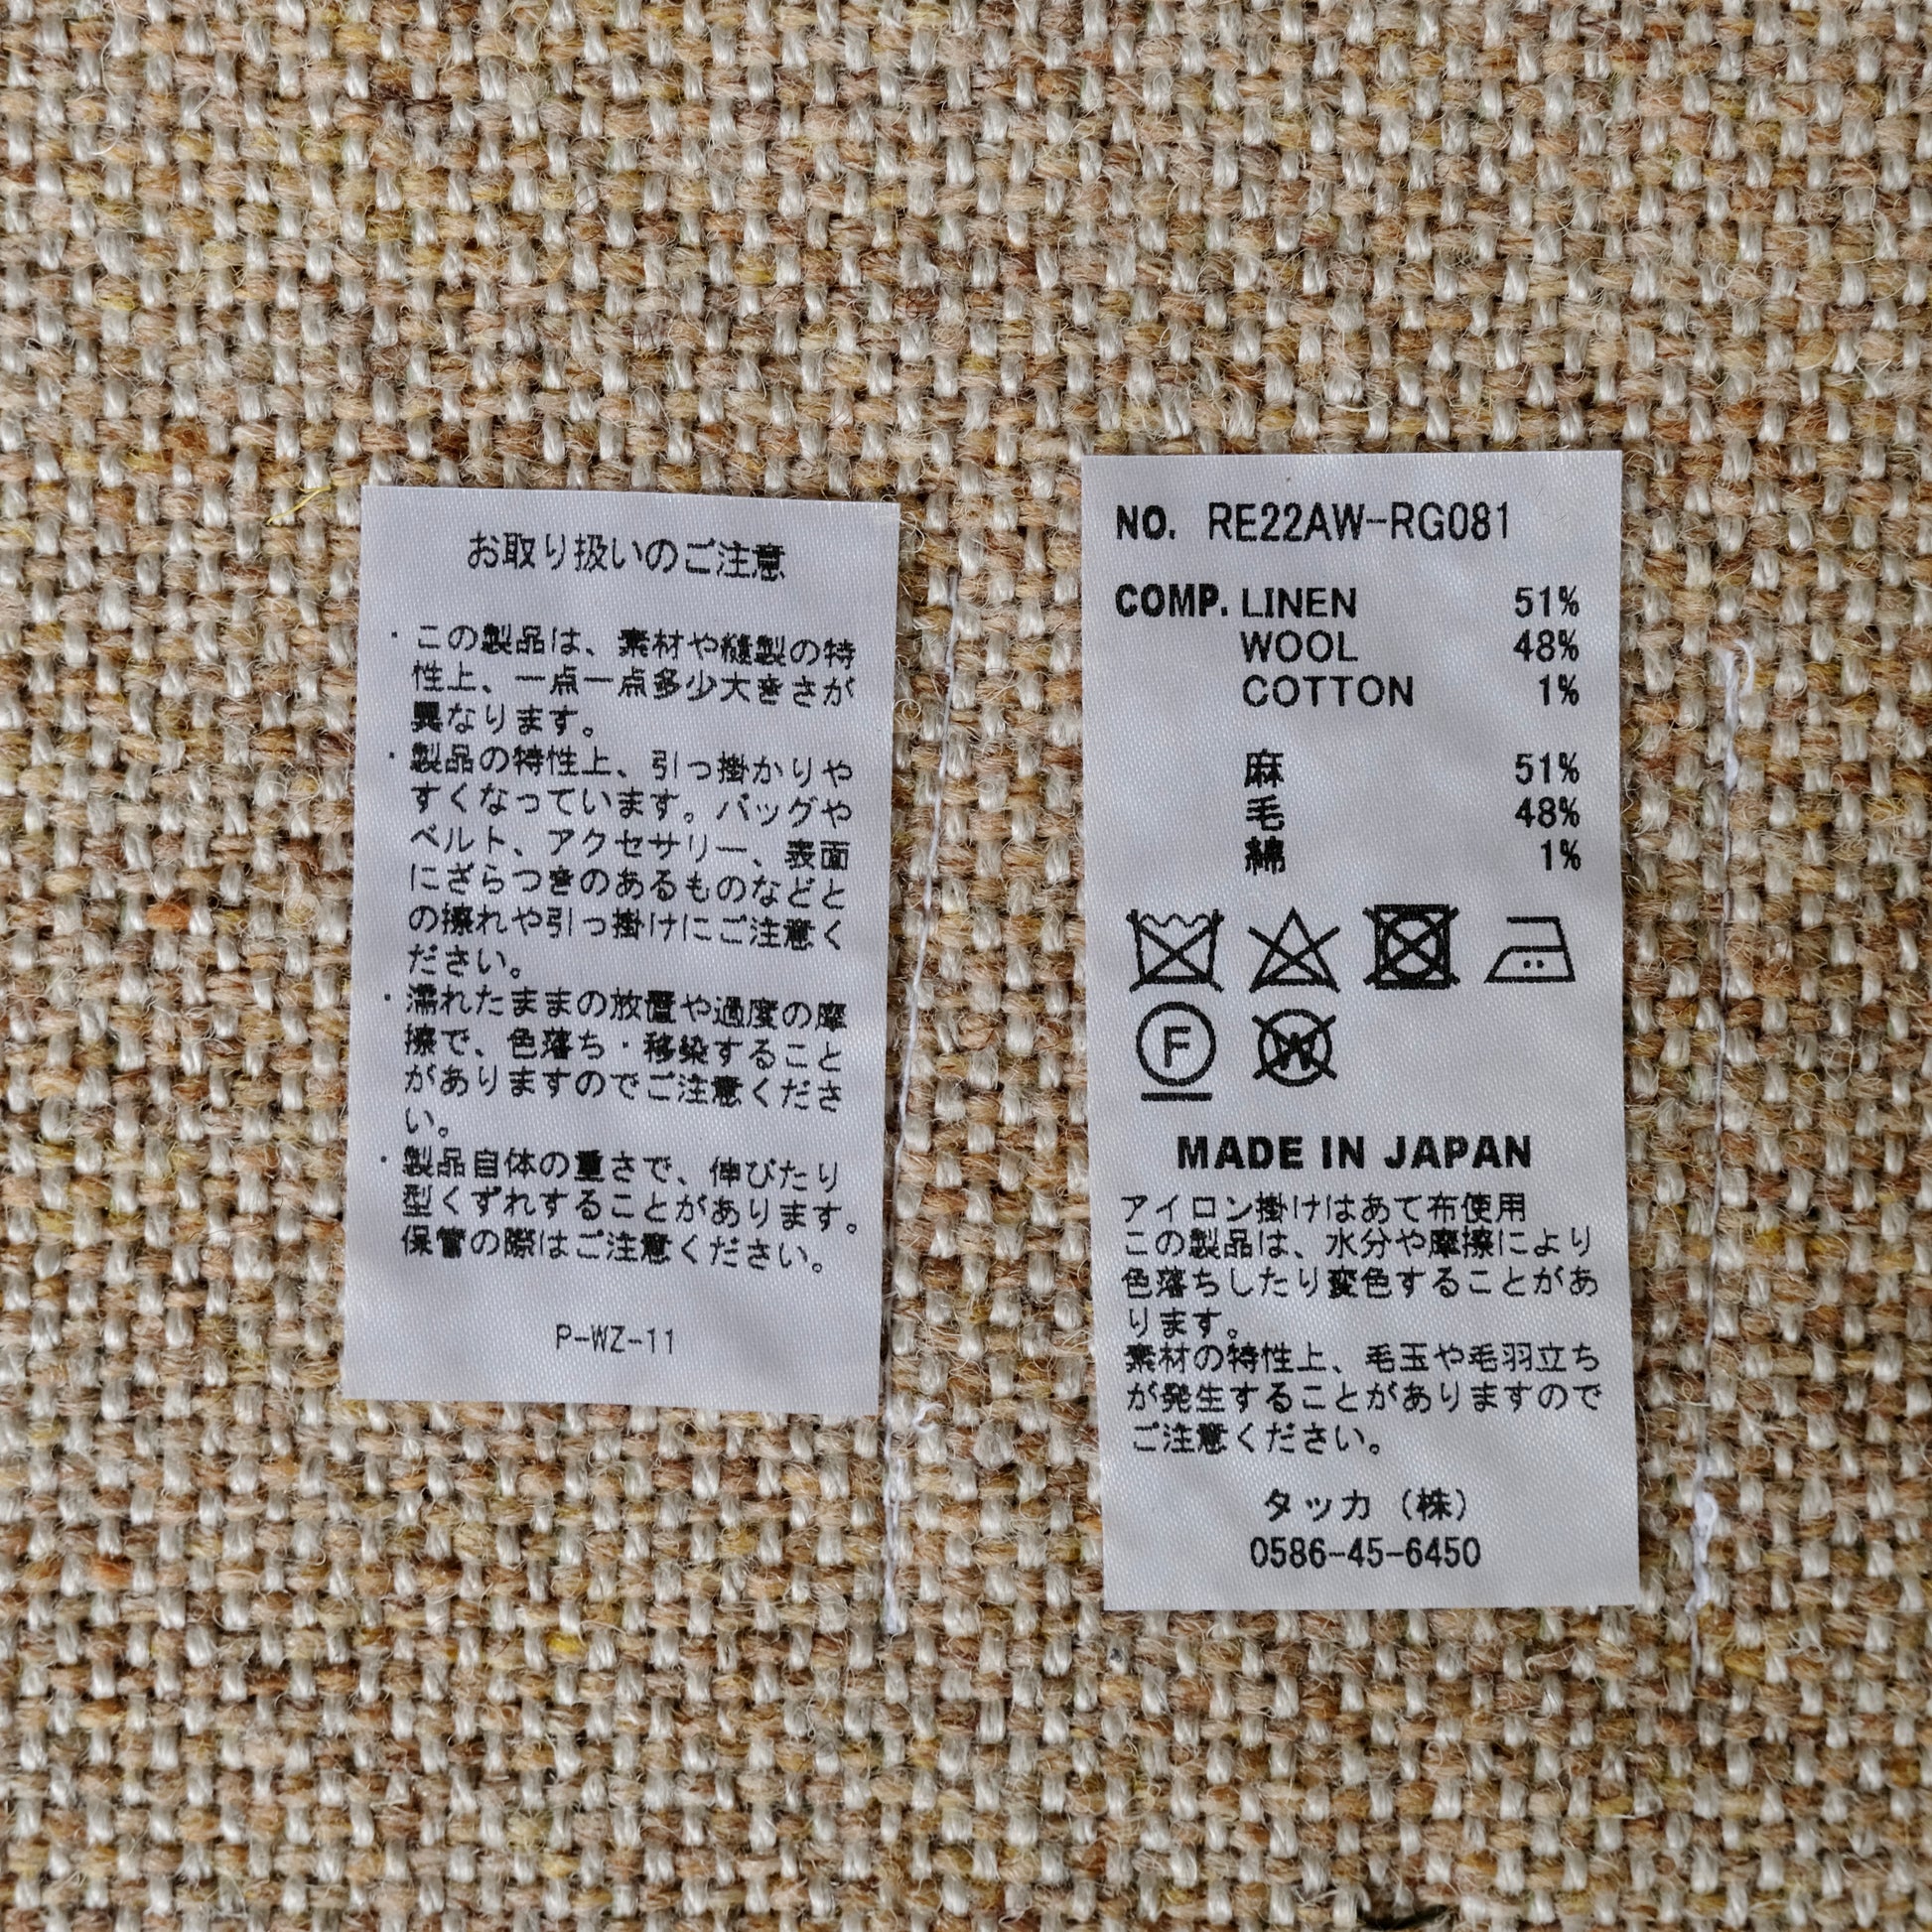 お取り扱いのご注意
・この製品は、素材や縫製の特
性上、一点一点多少大きさが
異なります。
・製品の特性上、引っ掛かりや
すくなっています。バッグや
ベルト、アクセサリー、表面
にざらつきのあるものなどと
の擦れや引っ掛けにご注意く
ださい。
・濡れたままの放置や過度の摩
擦で、色落ち・移染すること
がありますのでご注意くださ
い。
・製品自体の重さで、伸びたり
型くずれすることがあります。
保管の際はご注意ください。
P-WZ-11
NO. RE22AW-RG081
COMP. LINEN 51%
WOOL 48%
COTTON 1%
麻 51%
毛 48%
綿 1%
F W
MADE IN JAPAN
アイロン掛けはあて布使用
この製品は、水分や摩擦により
色落ちしたり変色することがあ
ります。
素材の特性上、毛玉や毛羽立ち
が発生することがありますので
ご注意ください。
タッカ（株）
0586-45-6450